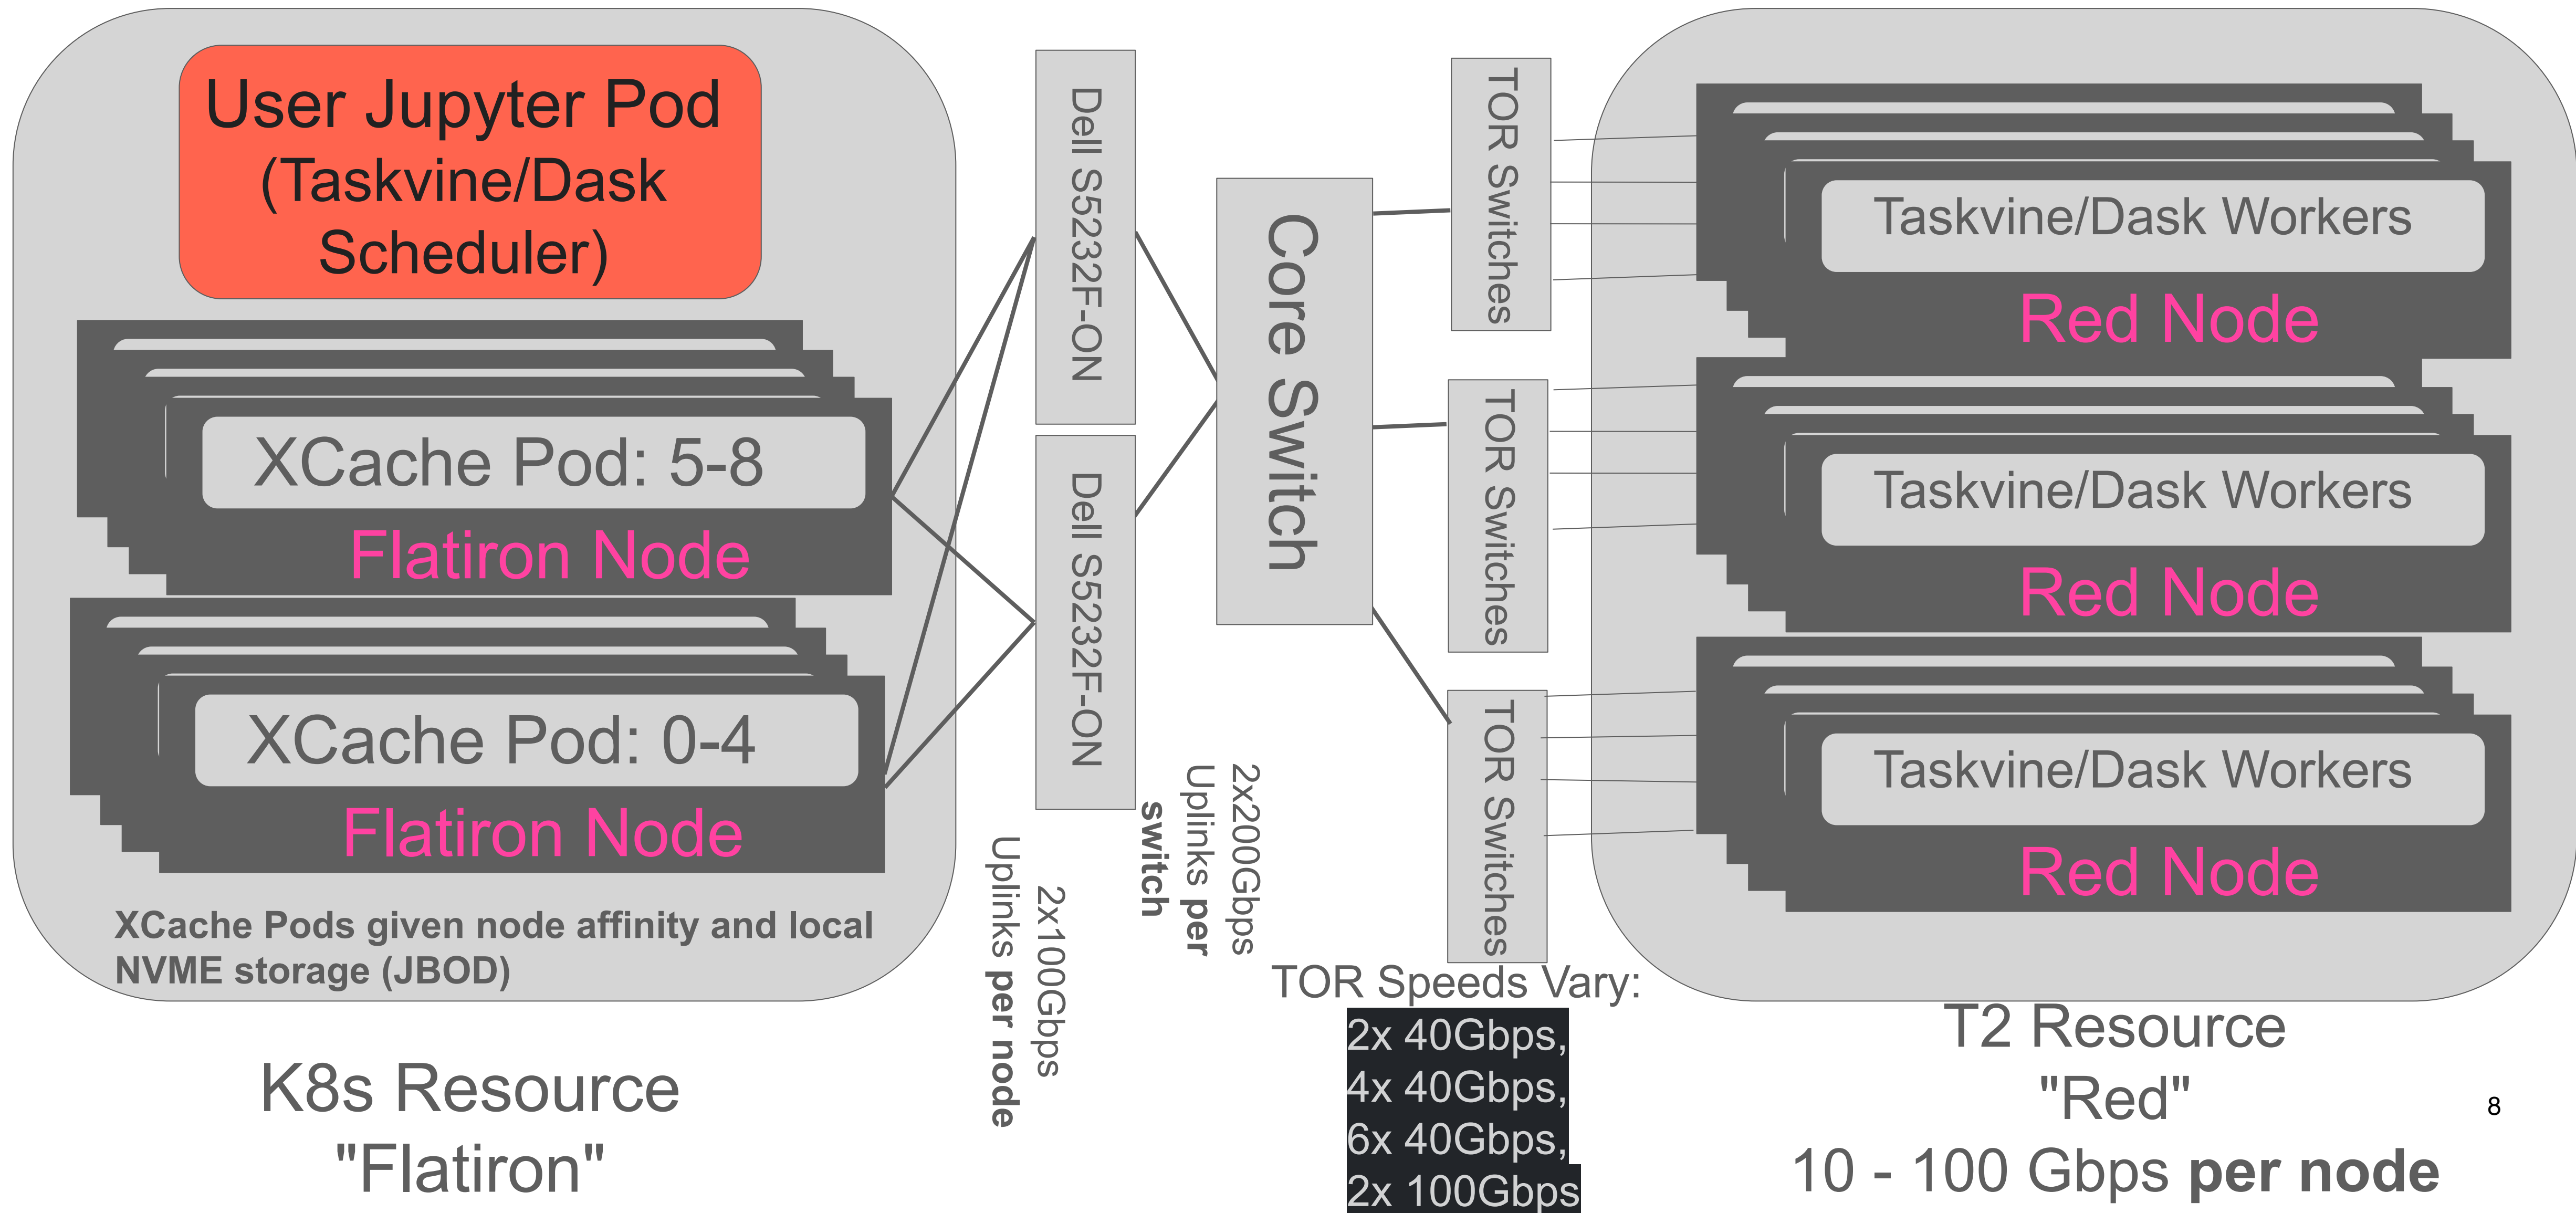 User Jupyter Pod
(Taskvine/Dask
Scheduler)
XCache Pod: 5-8
Flatiron Node
XCache Pod: 0-4
Flatiron Node
XCache Pods given node affinity and local
NVME storage (JBOD)
K8s Resource
"Flatiron"
Dell S5232F-ON
Dell S5232F-ON
2x100Gbps
Uplinks per node
2x200Gbps
Uplinks per
switch
Core Switch
TOR Switches
TOR Switches
TOR Switches
TOR Speeds Vary:
2x 40Gbps,
4x 40Gbps,
6x 40Gbps,
2x 100Gbps
Taskvine/Dask Workers
Red Node
Taskvine/Dask Workers
Red Node
Taskvine/Dask Workers
Red Node
T2 Resource
"Red"
10 - 100 Gbps per node
8